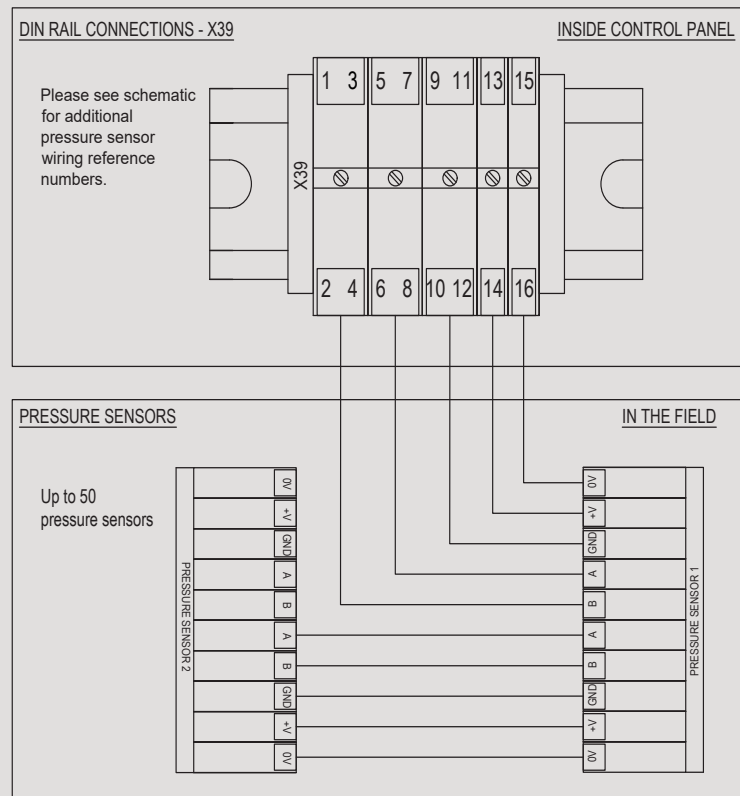 DIN RAIL CONNECTIONS - X39
INSIDE CONTROL PANEL
Please see schematic
for additional
pressure sensor
wiring reference
numbers.
X39
1 3 5 7 9 11 13 15
2 4 6 8 10 12 14 16
PRESSURE SENSORS
IN THE FIELD
Up to 50
pressure sensors
PRESSURE SENSOR 2
0V
+V
GND
A
B
A
B
GND
+V
0V
0V
+V
GND
A
B
A
B
GND
+V
0V
PRESSURE SENSOR 1